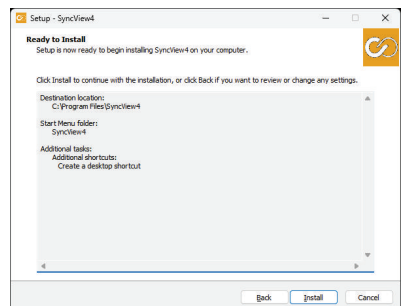 Setup - SyncView4
Ready to Install
Setup is now ready to begin installing SyncView4 on your computer.
Click Install to continue with the installation, or click Back if you want to review or change any settings.
Destination location:
C:\Program Files\SyncView4
Start Menu folder:
SyncView4
Additional tasks:
Additional shortcuts:
Create a desktop shortcut
Back Install Cancel